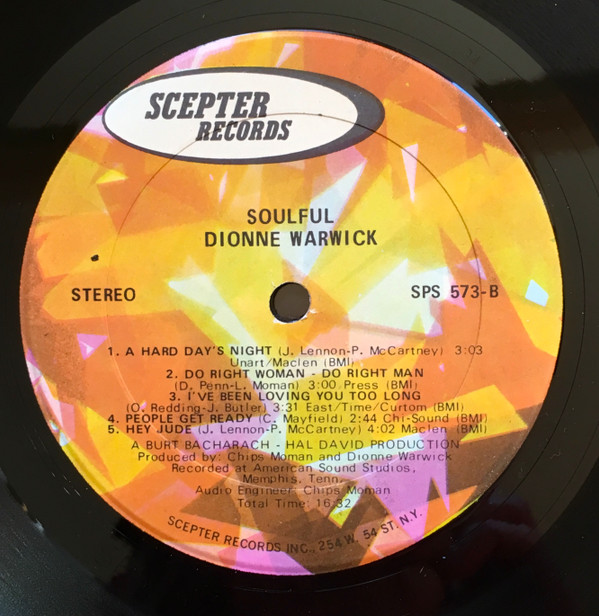 SCEPTER
RECORDS
SOULFUL
DIONNE WARWICK
STEREO SPS 573-B
1. A HARD DAY'S NIGHT (J. Lennon-P. McCartney) 3:03
Unart/Maclen (BMI)
2. DO RIGHT WOMAN - DO RIGHT MAN
(D. Penn-L. Moman) 3:00 Press (BMI)
3. I'VE BEEN LOVING YOU TOO LONG
(O. Redding-J. Butler) 3:31 East/Time/Curtom (BMI)
4. PEOPLE GET READY (C. Mayfield) 2:44 Chi-Sound (BMI)
5. HEY JUDE (J. Lennon-P. McCartney) 4:02 Maclen (BMI)
A BURT BACHARACH - HAL DAVID PRODUCTION
Produced by: Chips Moman and Dionne Warwick
Recorded at American Sound Studios,
Memphis, Tenn.
Audio Engineer: Chips Moman
Total Time: 16:32
SCEPTER RECORDS INC., 254 W. 54 ST. N.Y.